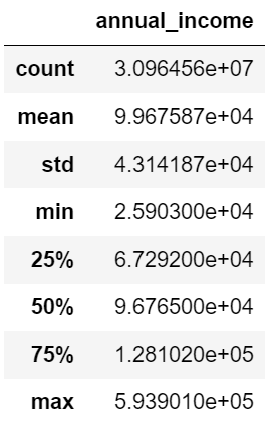 annual_income
count 3.096456e+07
mean 9.967587e+04
std 4.314187e+04
min 2.590300e+04
25% 6.729200e+04
50% 9.676500e+04
75% 1.281020e+05
max 5.939010e+05